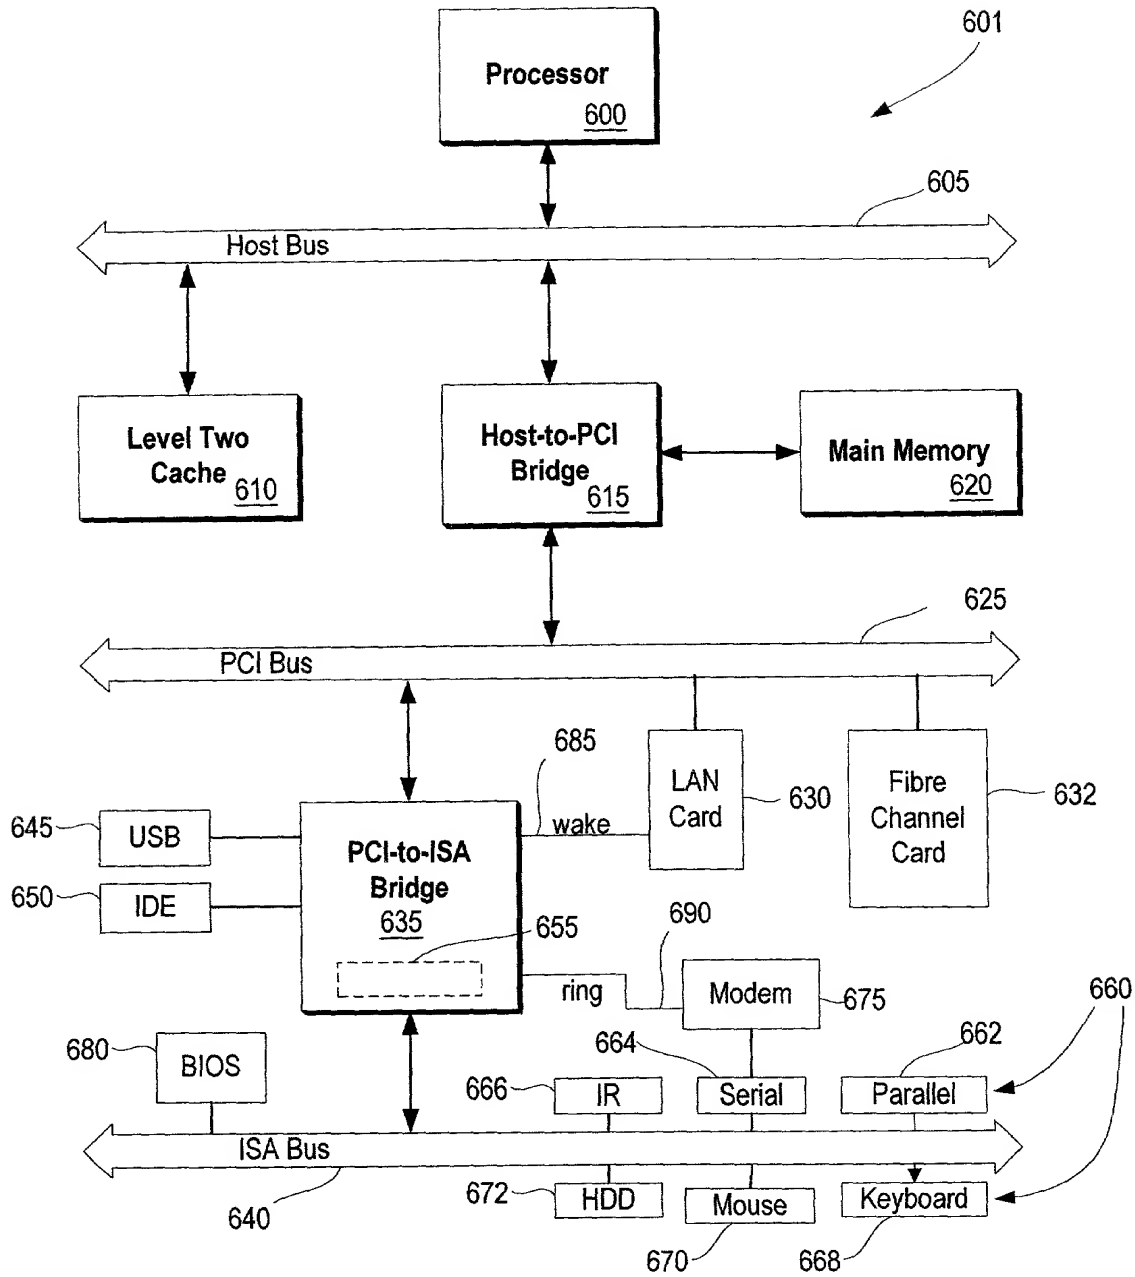 601
Processor
600
605
Host Bus
Level Two
Cache 610
Host-to-PCI
Bridge
615
Main Memory
620
625
PCI Bus
685
LAN
Card
630
Fibre
Channel
Card
632
645
USB
wake
PCI-to-ISA
Bridge
635
650
IDE
655
690
ring
Modem
675
660
680
BIOS
664
662
666
IR
Serial
Parallel
ISA Bus
640
672
HDD
Mouse
Keyboard
670
668